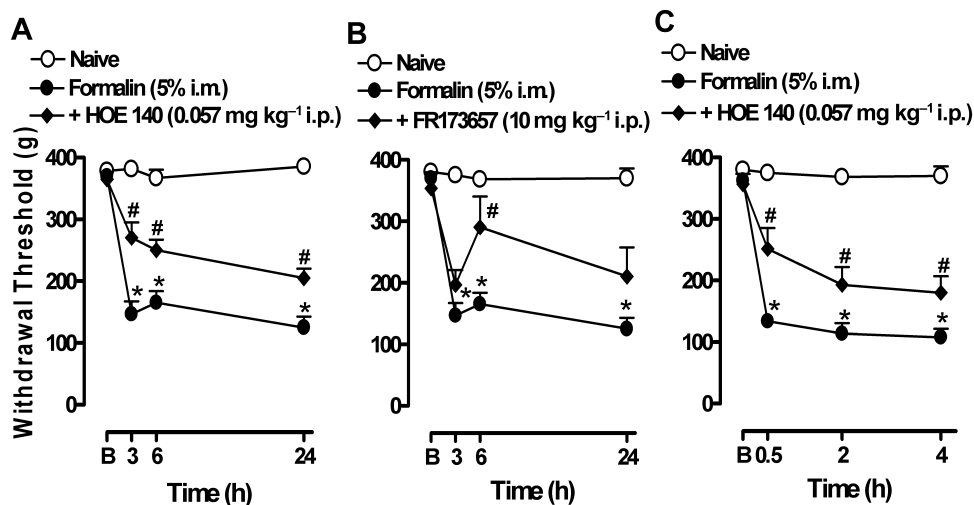 A
Naive
Formalin (5% i.m.)
+ HOE 140 (0.057 mg kg⁻¹ i.p.)
Withdrawal Threshold (g)
400
300
200
100
0
# # #
* * *
B 3 6 24
Time (h)
B
Naive
Formalin (5% i.m.)
+ FR173657 (10 mg kg⁻¹ i.p.)
400
300
200
100
0
#
* * *
B 3 6 24
Time (h)
C
Naive
Formalin (5% i.m.)
+ HOE 140 (0.057 mg kg⁻¹ i.p.)
400
300
200
100
0
# # #
* * *
B 0.5 2 4
Time (h)